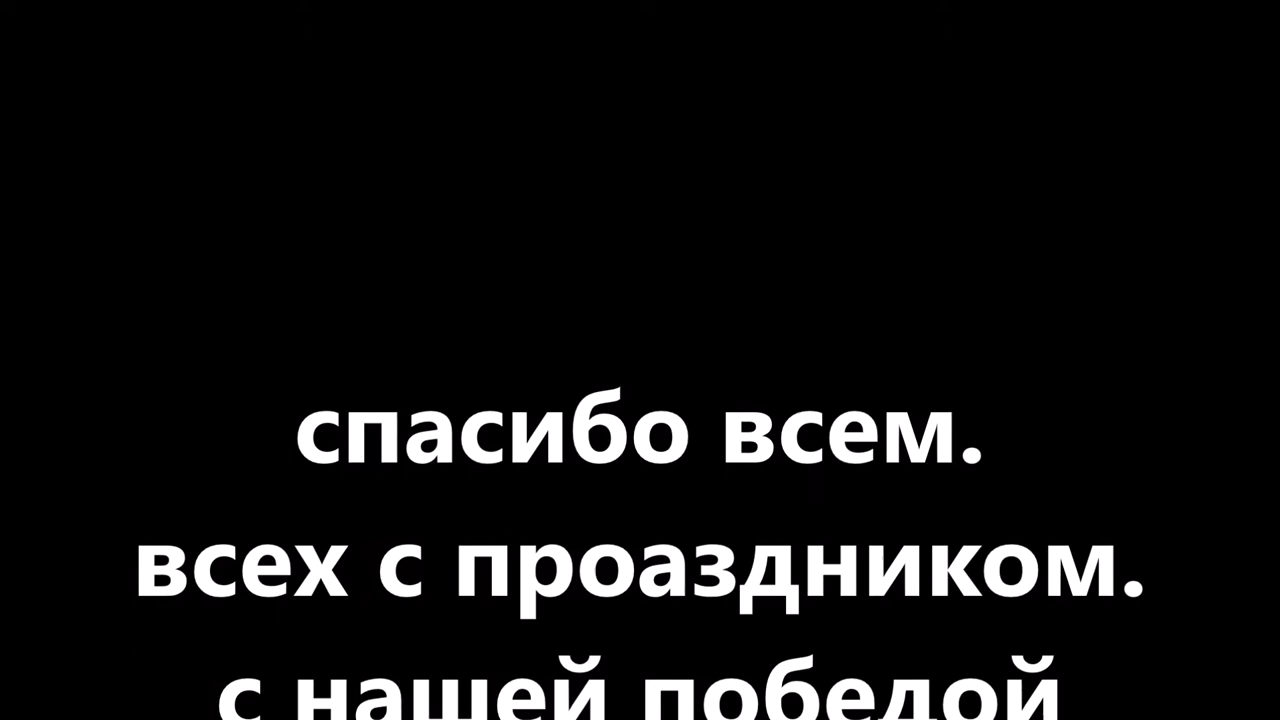 спасибо всем.
всех с проаздником.
с нашей победой